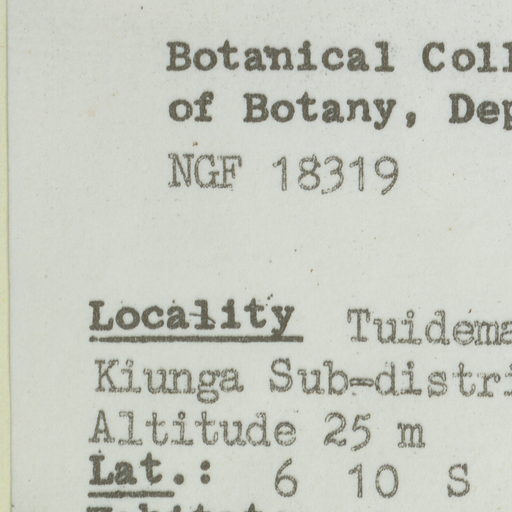 Botanical Coll
of Botany, Dep
NGF 18319
Locality Tuidema
Kiunga Sub-distri
Altitude 25 m
Lat.: 6 10 S